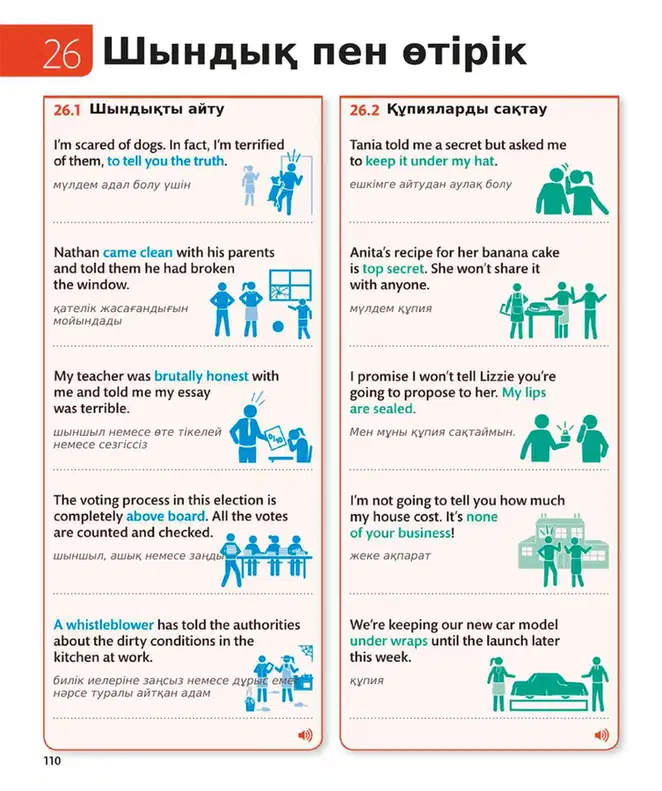 26 Шындық пен өтірік
26.1 Шындықты айту
I'm scared of dogs. In fact, I'm terrified
of them, to tell you the truth.
мүлдем адал болу үшін
Nathan came clean with his parents
and told them he had broken
the window.
қателік жасағандығын
мойындады
My teacher was brutally honest with
me and told me my essay
was terrible.
шыншыл немесе өте тікелей
немесе сезгіссіз
0/10
The voting process in this election is
completely above board. All the votes
are counted and checked.
шыншыл, ашық немесе заңды
A whistleblower has told the authorities
about the dirty conditions in the
kitchen at work.
билік иелеріне заңсыз немесе дұрыс емес
нәрсе туралы айтқан адам
26.2 Құпияларды сақтау
Tania told me a secret but asked me
to keep it under my hat.
ешкімге айтудан аулақ болу
Anita's recipe for her banana cake
is top secret. She won't share it
with anyone.
мүлдем құпия
I promise I won't tell Lizzie you're
going to propose to her. My lips
are sealed.
Мен мұны құпия сақтаймын.
I'm not going to tell you how much
my house cost. It's none
of your business!
жеке ақпарат
We're keeping our new car model
under wraps until the launch later
this week.
құпия
110